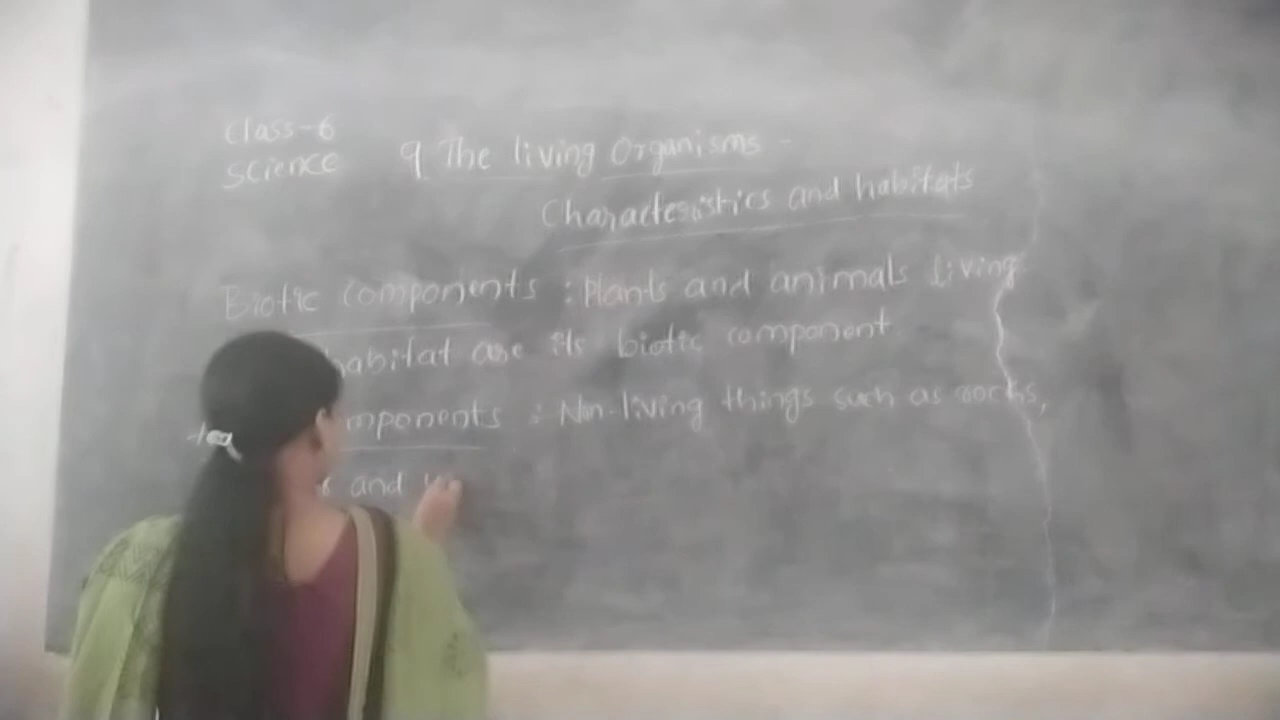 Class-6
Science
9 The living Organisms -
Characteristics and habitats
Biotic components : Plants and animals living
habitat are its biotic component.
mponents : Non-living things such as rocks,
and